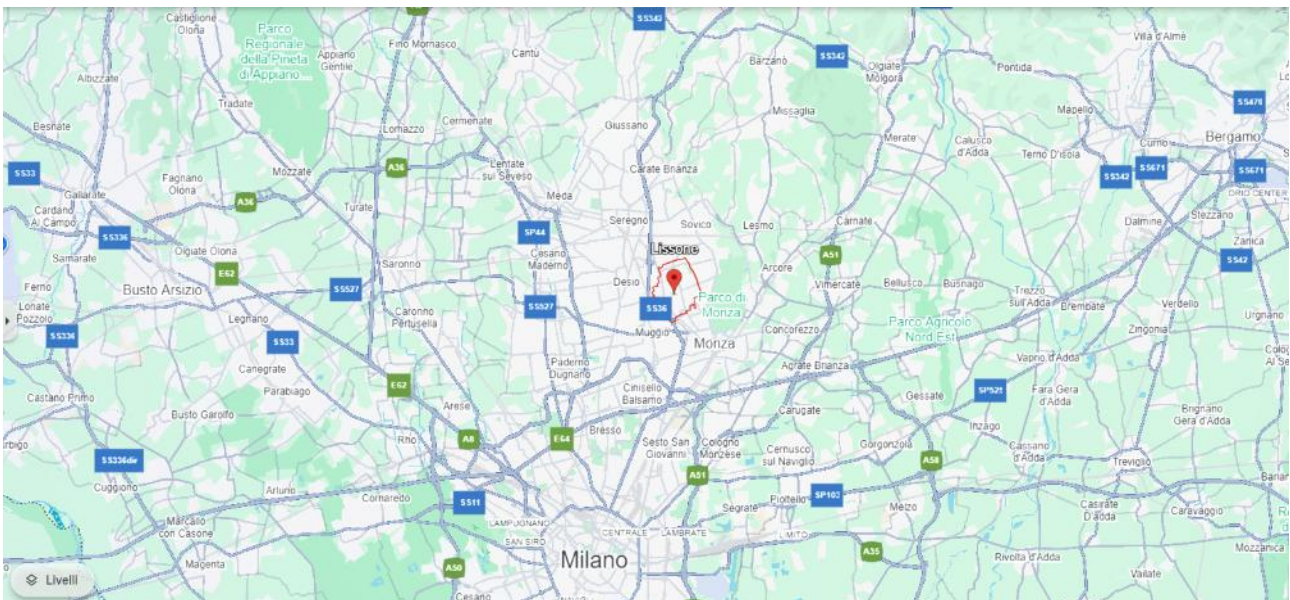 Castiglione
Olona
Parco
Regionale
della Pineta
di Appiano...
Appiano
Gentile
Fino Mornasco
Cantù
SS342
Barzanò
SS342
Olgiate
Molgora
Pontida
Villa d'Almè
Albizzate
Tradate
Lomazzo
Cermenate
Giussano
Missaglia
Merate
Calusco
d'Adda
Mapello
Terno D'isola
Curno
SS470
Bergamo
Besnate
SS33
Gallarate
Fagnano
Olona
Mozzate
A36
A36
Turate
Lentate
sul Seveso
Meda
Carate Brianza
SS342
SS671
SS671
ORIO CENTER
Cardano
Al Campo
SS336
Samarate
Olgiate Olona
E62
Saronno
SP44
Cesano
Maderno
Seregno
Sovico
Lesmo
Carnate
Lissone
Desio
Arcore
A51
Vimercate
Bellusco
Busnago
Trezzo
sull'Adda
Dalmine
Stezzano
Zanica
SS42
Ferno
Lonate
Pozzolo
Busto Arsizio
SS527
SS527
SS36
Parco di
Monza
Brembate
Verdello
Urgnano
SS336
Legnano
SS33
Caronno
Pertusella
Muggiò
Monza
Concorezzo
Parco Agricolo
Nord Est
Zingonia
Canegrate
Parabiago
E62
Paderno
Dugnano
Cinisello
Balsamo
Agrate Brianza
Vaprio d'Adda
Castano Primo
Busto Garolfo
Arese
Carugate
Gessate
SP525
Fara Gera
d'Adda
Brignano
Gera d'Adda
Rho
A8
E64
Bresso
Sesto San
Giovanni
Cologno
Monzese
Cernusco
sul Naviglio
Gorgonzola
Inzago
Cassano
d'Adda
Treviglio
SS336dir
Cuggiono
Arluno
Cornaredo
SS11
A51
A58
Segrate
Pioltello
SP103
Melzo
Casirate
D'adda
Caravaggio
Marcallo
con Casone
Magenta
LAMPUGNANO
SAN SIRO
CENTRALE
LAMBRATE
MITO
Milano
A50
A35
Rivolta d'Adda
Vailate
Mozzanica
Cesano
Livelli